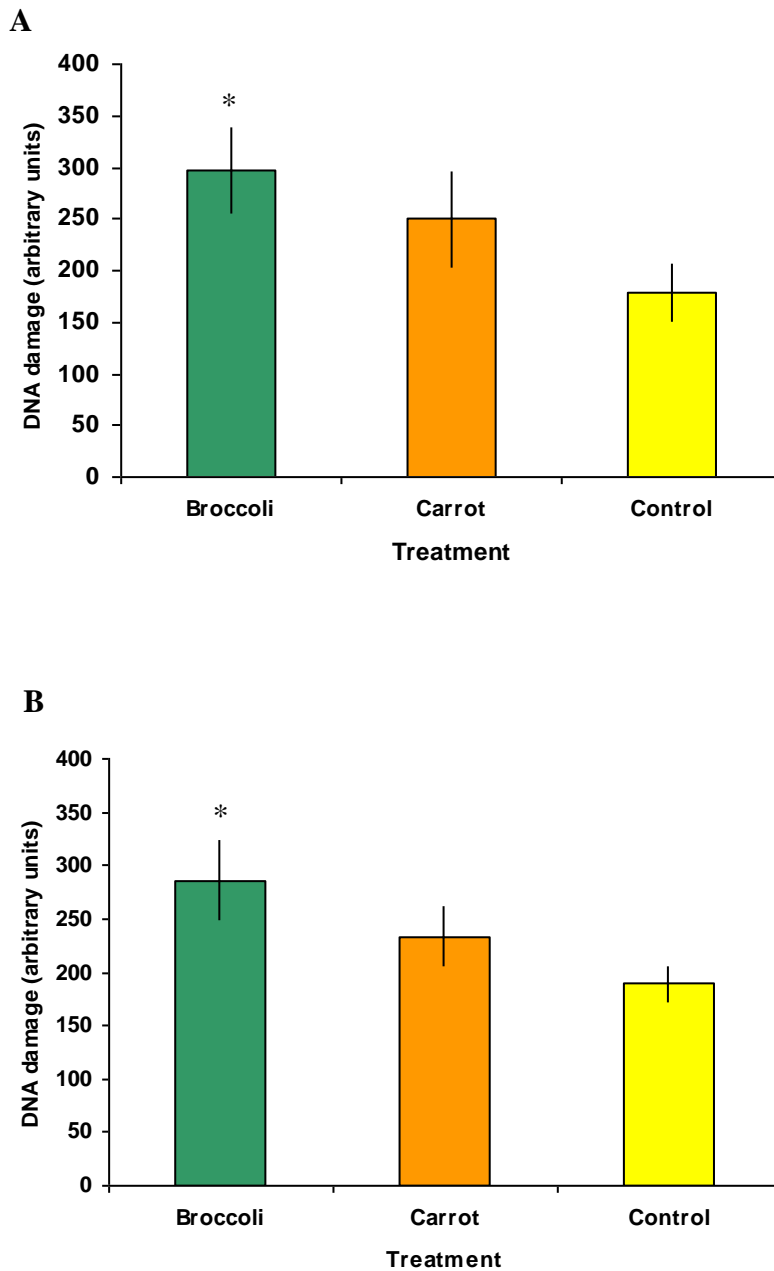 A
400
350
300
250
200
150
100
50
0
DNA damage (arbitrary units)
*
Broccoli Carrot Control
Treatment
B
400
350
300
250
200
150
100
50
0
DNA damage (arbitrary units)
*
Broccoli Carrot Control
Treatment